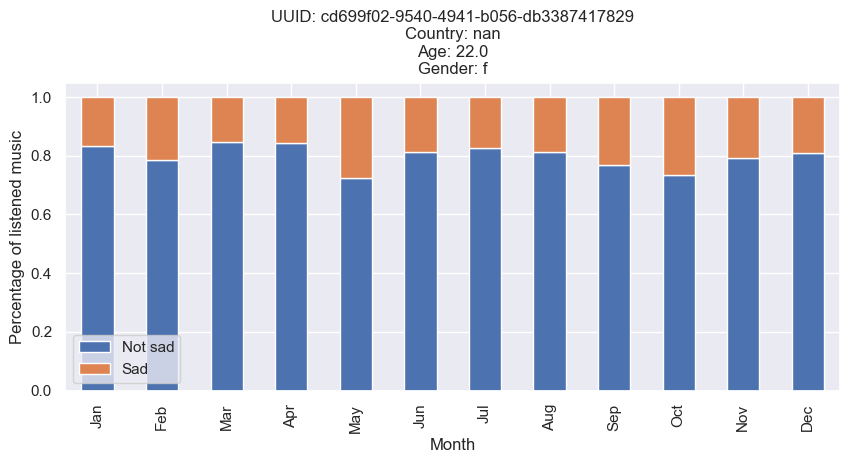 UUID: cd699f02-9540-4941-b056-db3387417829
Country: nan
Age: 22.0
Gender: f
Percentage of listened music
1.0
0.8
0.6
0.4
0.2
0.0
Not sad
Sad
Jan
Feb
Mar
Apr
May
Jun
Jul
Aug
Sep
Oct
Nov
Dec
Month